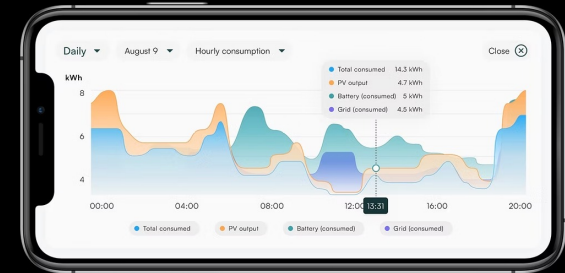 Daily August 9 Hourly consumption Close
kWh
Total consumed 14.3 kWh
PV output 4.7 kWh
Battery (consumed) 5 kWh
Grid (consumed) 4.5 kWh
8
6
4
00:00 04:00 08:00 12:00 13:31 16:00 20:00
Total consumed PV output Battery (consumed) Grid (consumed)